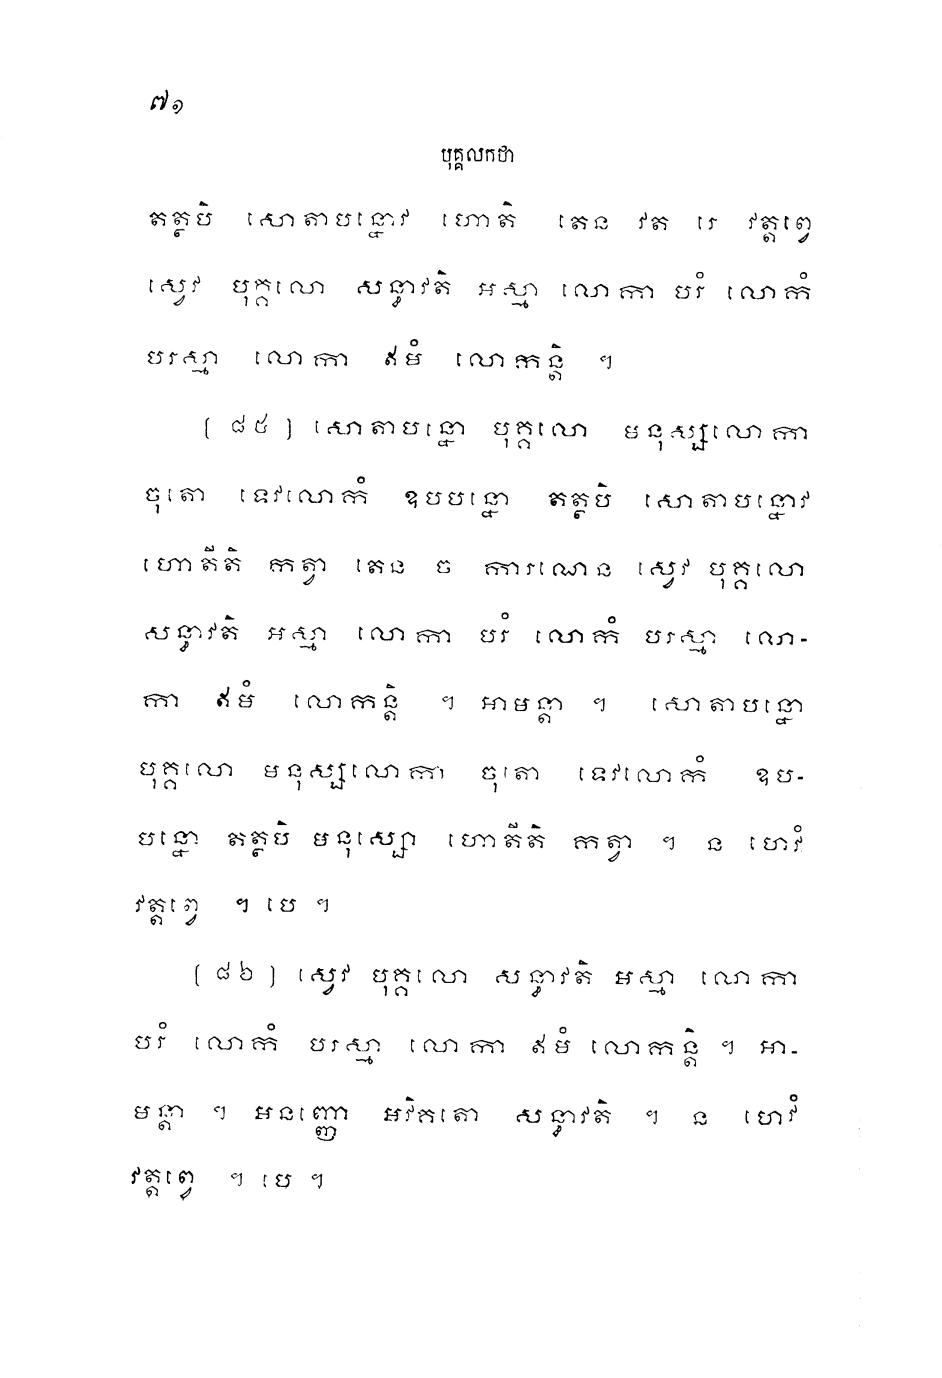 ៧១
បុគ្គលកថា
តត្ថបិ សោតាបន្នោវ ហោតិ តេន វត រេ វត្តព្វេ
ស្វេវ បុគ្គលោ សន្ធាវតិ អស្មា លោកា បរំ លោកំ
បរស្មា លោកា ឥមំ លោកន្តិ ។
(៨៥) សោតាបន្នោ បុគ្គលោ មនុស្សលោកា
ចុតោ ទេវលោកំ ឧបបន្នោ តត្ថបិ សោតាបន្នោវ
ហោតីតិ កត្វា តេន ច ការណេន ស្វេវ បុគ្គលោ
សន្ធាវតិ អស្មា លោកា បរំ លោកំ បរស្មា លោ-
កា ឥមំ លោកន្តិ ។ អាមន្តា ។ សោតាបន្នោ
បុគ្គលោ មនុស្សលោកា ចុតោ ទេវលោកំ ឧប-
បន្នោ តត្ថបិ មនុស្សោ ហោតីតិ កត្វា ។ ន ហេវំ
វត្តព្វេ ។ បេ ។
(៨៦) ស្វេវ បុគ្គលោ សន្ធាវតិ អស្មា លោកា
បរំ លោកំ បរស្មា លោកា ឥមំ លោកន្តិ ។ អា-
មន្តា ។ អនញ្ញោ អវិគតោ សន្ធាវតិ ។ ន ហេវំ
វត្តព្វេ ។ បេ ។